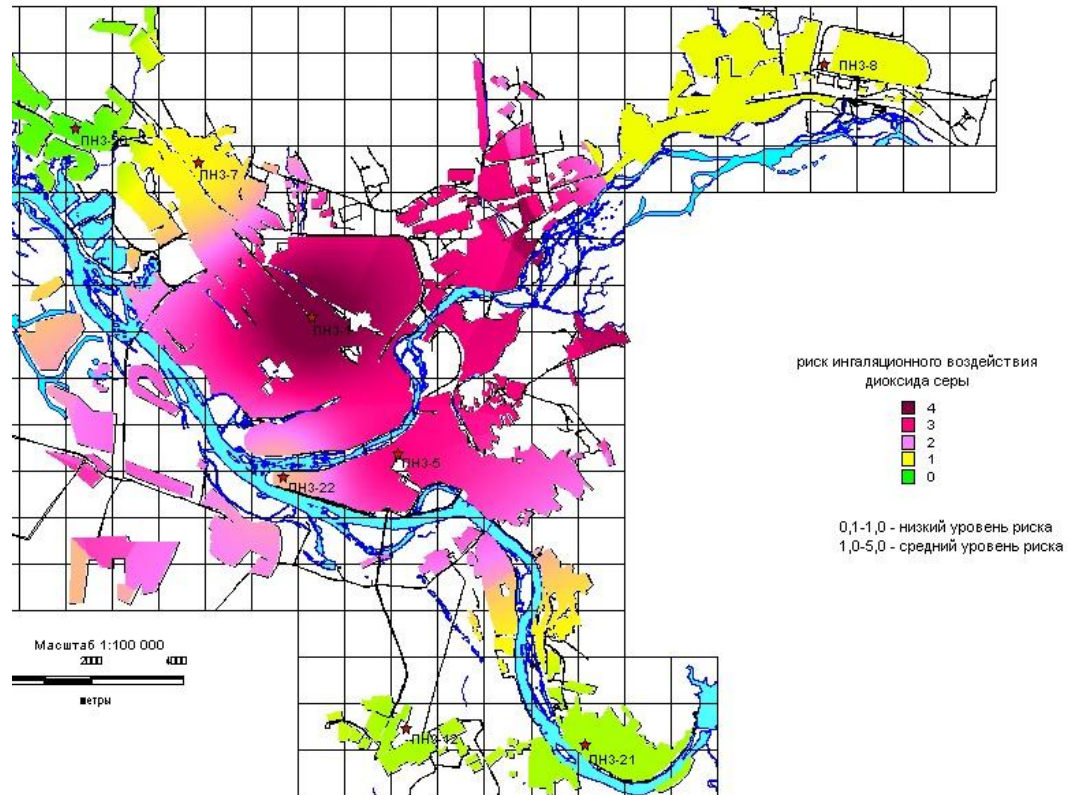 ПНЗ-8
ПНЗ-7
ПНЗ-5
ПНЗ-22
ПНЗ-12
ПНЗ-21
риск ингаляционного воздействия
диоксида серы
4
3
2
1
0
0,1-1,0 - низкий уровень риска
1,0-5,0 - средний уровень риска
Масштаб 1:100 000
2000 4000
метры